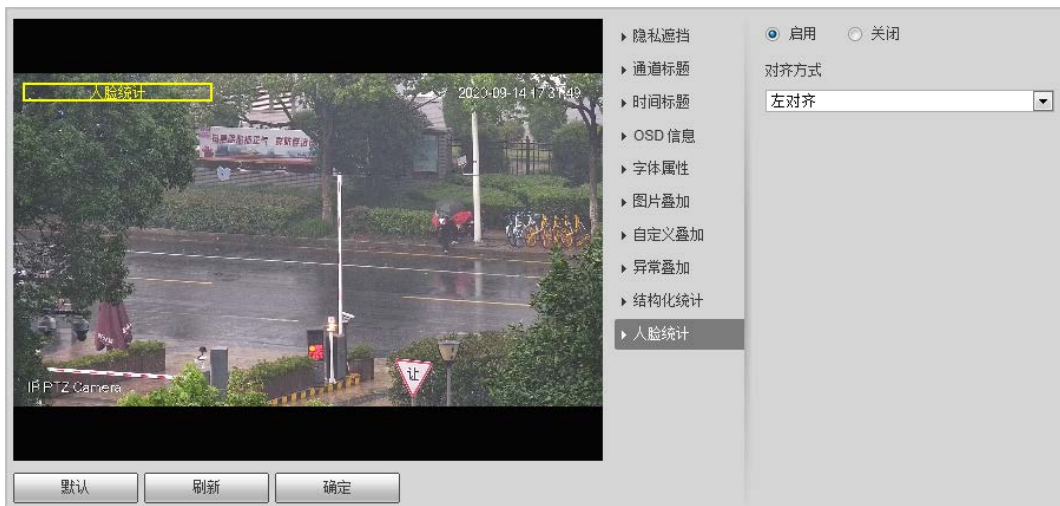 人脸统计
2020-09-14 17:31:49
IP PTZ Camera
让
默认
刷新
确定
隐私遮挡
通道标题
时间标题
OSD 信息
字体属性
图片叠加
自定义叠加
异常叠加
结构化统计
人脸统计
启用
关闭
对齐方式
左对齐